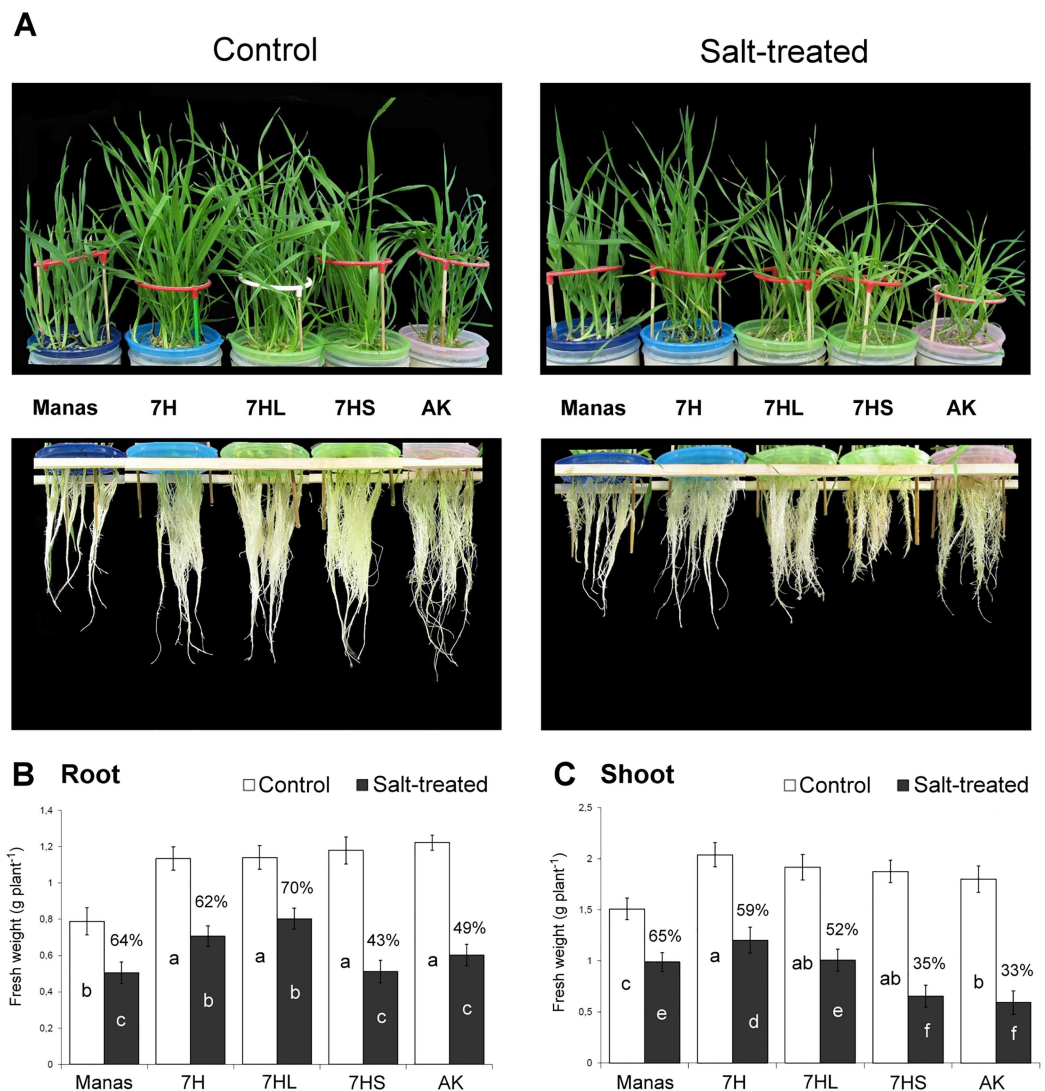 A
Control
Salt-treated
Manas 7H 7HL 7HS AK
Manas 7H 7HL 7HS AK
B Root
Control Salt-treated
Fresh weight (g plant⁻¹)
1,4
1,2
1
0,8
0,6
0,4
0,2
0
64% 62% 70% 43% 49%
b a a a a
c b b c c
Manas 7H 7HL 7HS AK
C Shoot
Control Salt-treated
Fresh weight (g plant⁻¹)
2,5
2
1,5
1
0,5
0
65% 59% 52% 35% 33%
c a ab ab b
e d e f f
Manas 7H 7HL 7HS AK